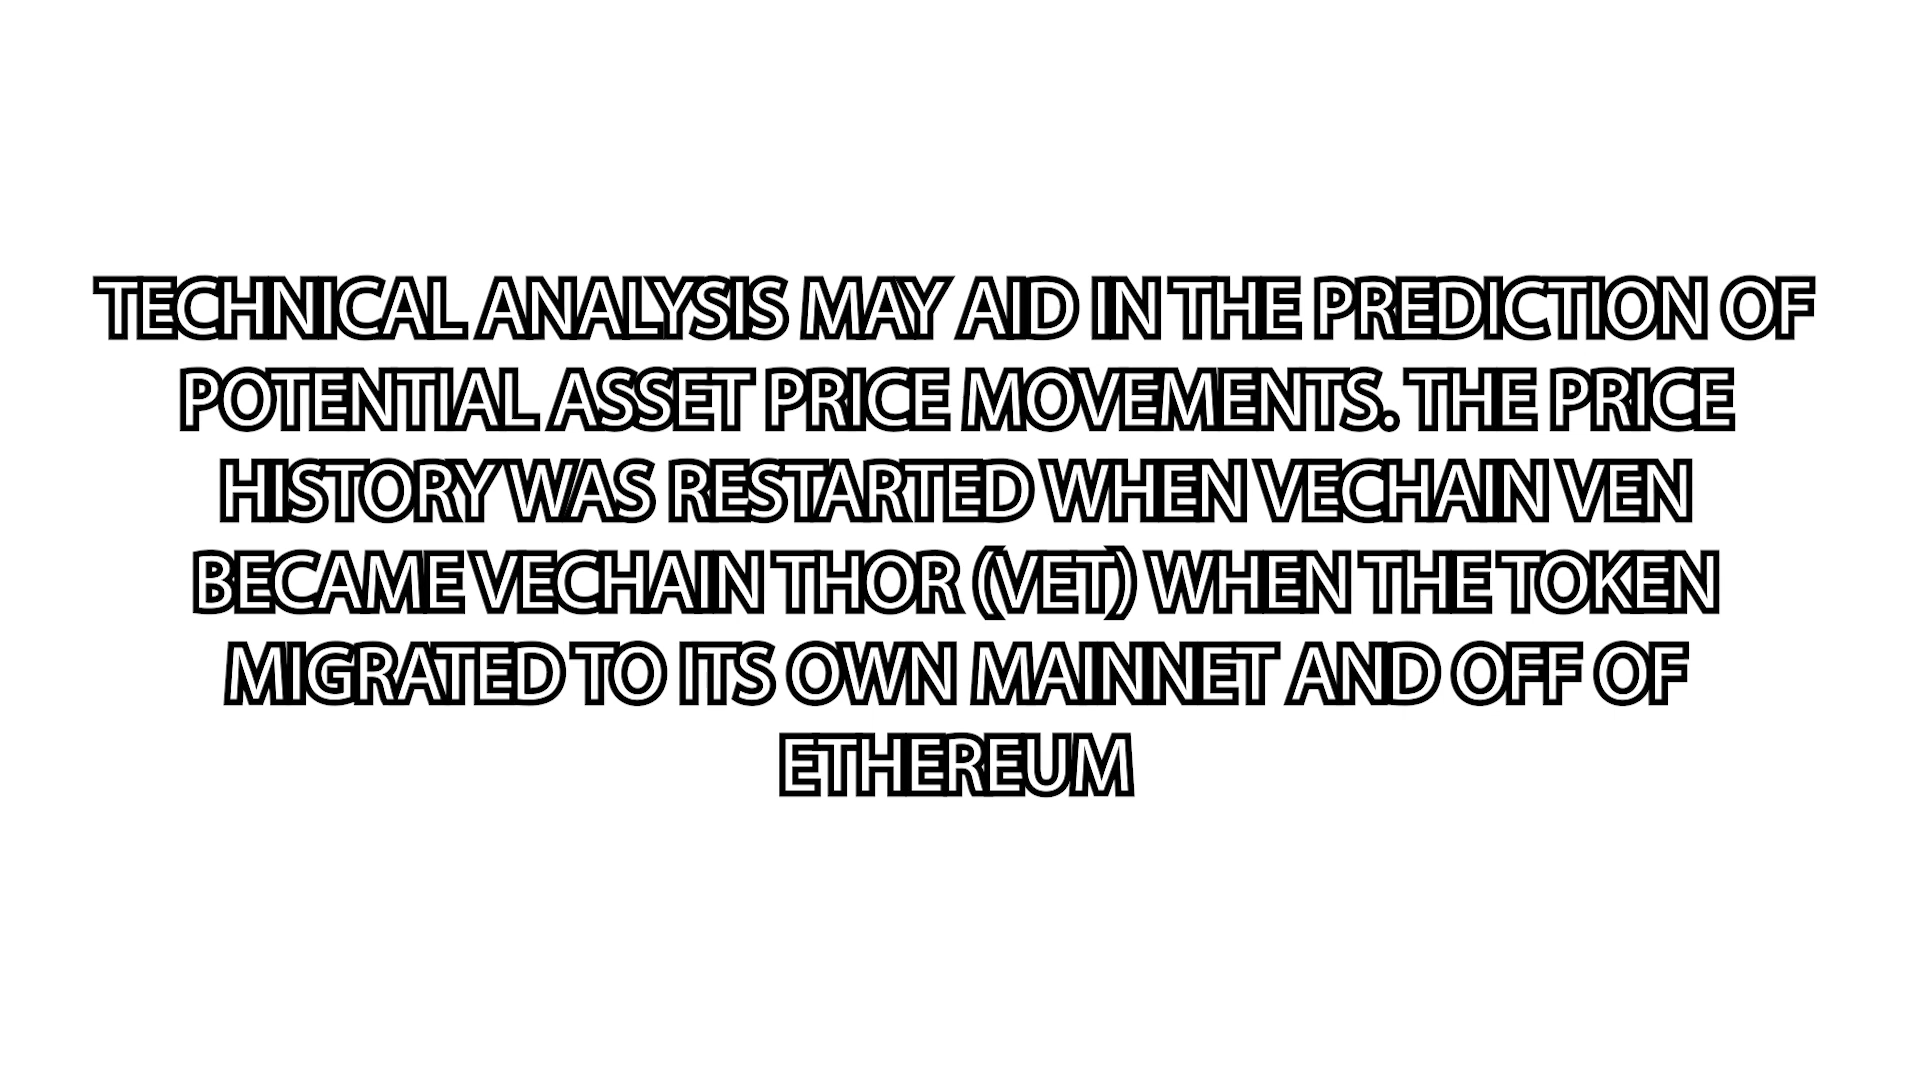 TECHNICAL ANALYSIS MAY AID IN THE PREDICTION OF
POTENTIAL ASSET PRICE MOVEMENTS. THE PRICE
HISTORY WAS RESTARTED WHEN VECHAIN VEN
BECAME VECHAIN THOR (VET) WHEN THE TOKEN
MIGRATED TO ITS OWN MAINNET AND OFF OF
ETHEREUM